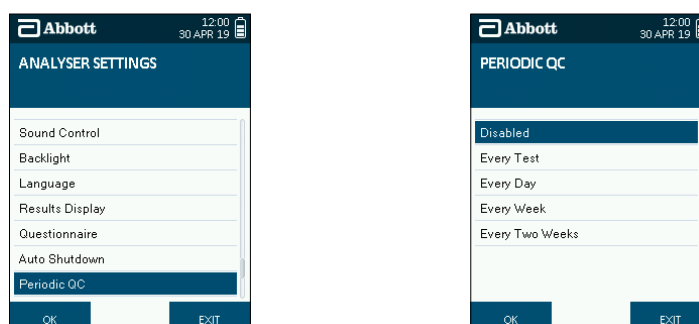 Abbott
12:00
30 APR 19
ANALYSER SETTINGS
Sound Control
Backlight
Language
Results Display
Questionnaire
Auto Shutdown
Periodic QC
OK
EXIT
Abbott
12:00
30 APR 19
PERIODIC QC
Disabled
Every Test
Every Day
Every Week
Every Two Weeks
OK
EXIT